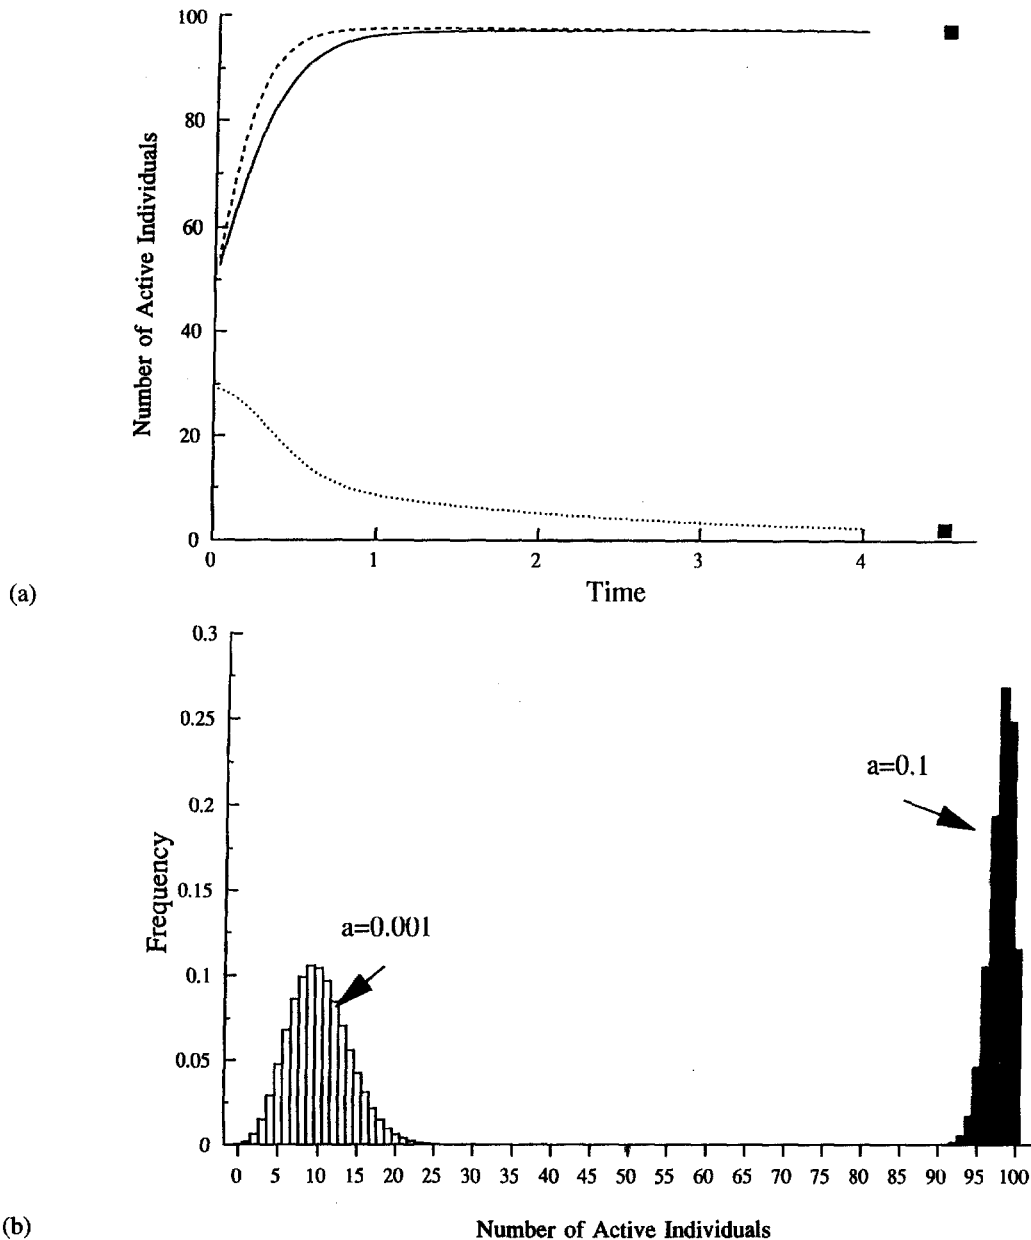 100
80
60
40
20
0
Number of Active Individuals
0 1 2 3 4
Time
(a)
0.3
0.25
0.2
0.15
0.1
0.05
0
Frequency
a=0.1
a=0.001
0 5 10 15 20 25 30 35 40 45 50 55 60 65 70 75 80 85 90 95 100
(b)
Number of Active Individuals